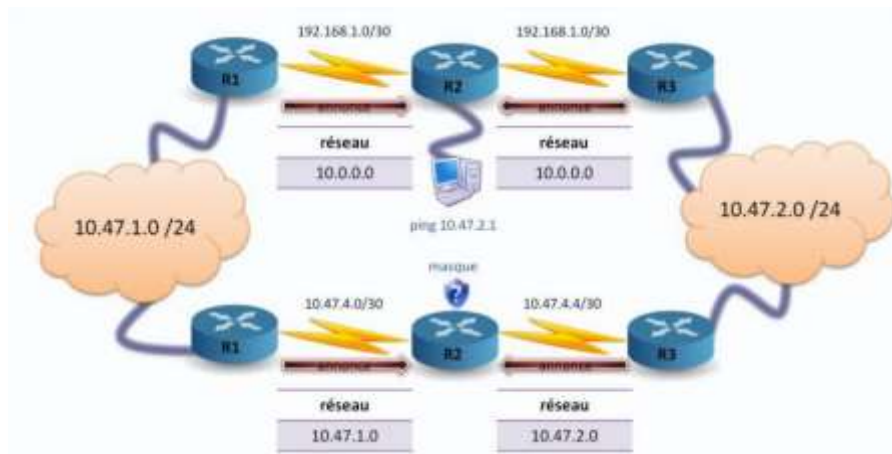 192.168.1.0/30
192.168.1.0/30
R1
R2
R3
annonce
annonce
réseau
réseau
10.0.0.0
10.0.0.0
10.47.1.0 /24
10.47.2.0 /24
ping 10.47.2.1
masque
?
10.47.4.0/30
10.47.4.4/30
R1
R2
R3
annonce
annonce
réseau
réseau
10.47.1.0
10.47.2.0